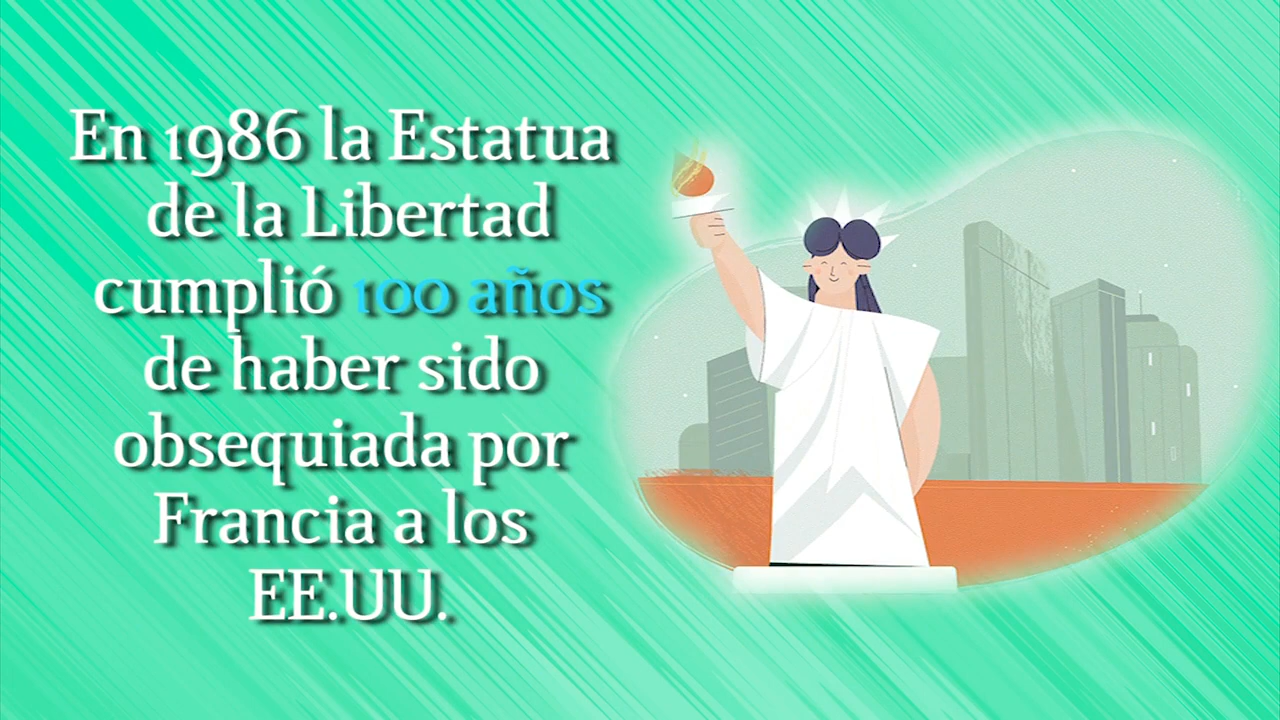 En 1986 la Estatua
de la Libertad
cumplió 100 años
de haber sido
obsequiada por
Francia a los
EE.UU.